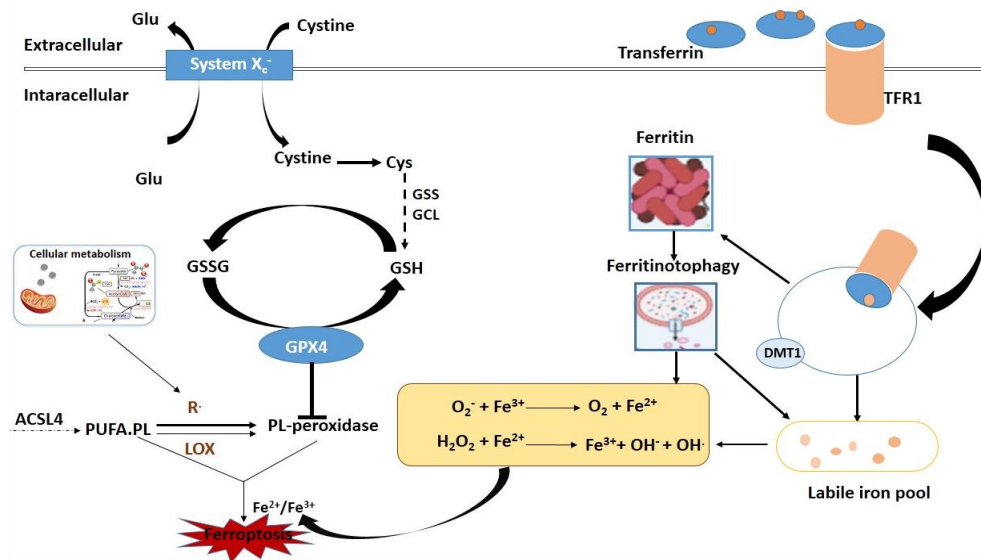 Glu
Cystine
Extracellular
System Xc-
Transferrin
Intaracellular
TFR1
Glu
Cystine
Cys
GSS
GCL
Ferritin
Cellular metabolism
GSSG
GSH
Ferritinotophagy
GPX4
DMT1
R·
O2- + Fe3+ → O2 + Fe2+
ACSL4
PUFA.PL
PL-peroxidase
LOX
H2O2 + Fe2+ → Fe3+ + OH- + OH·
Labile iron pool
Fe2+/Fe3+
Ferroptosis